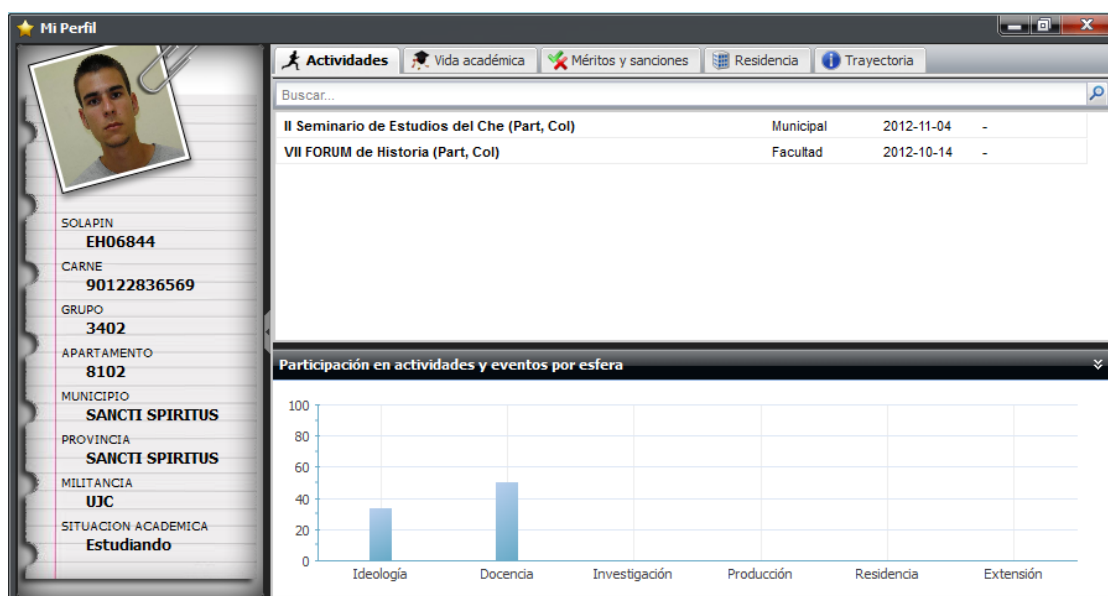 Mi Perfil
Actividades Vida académica Méritos y sanciones Residencia Trayectoria
Buscar...
II Seminario de Estudios del Che (Part, Col) Municipal 2012-11-04 -
VII FORUM de Historia (Part, Col) Facultad 2012-10-14 -
SOLAPIN
EH06844
CARNE
90122836569
GRUPO
3402
APARTAMENTO
8102
MUNICIPIO
SANCTI SPIRITUS
PROVINCIA
SANCTI SPIRITUS
MILITANCIA
UJC
SITUACION ACADEMICA
Estudiando
Participación en actividades y eventos por esfera
100
80
60
40
20
0
Ideología Docencia Investigación Producción Residencia Extensión